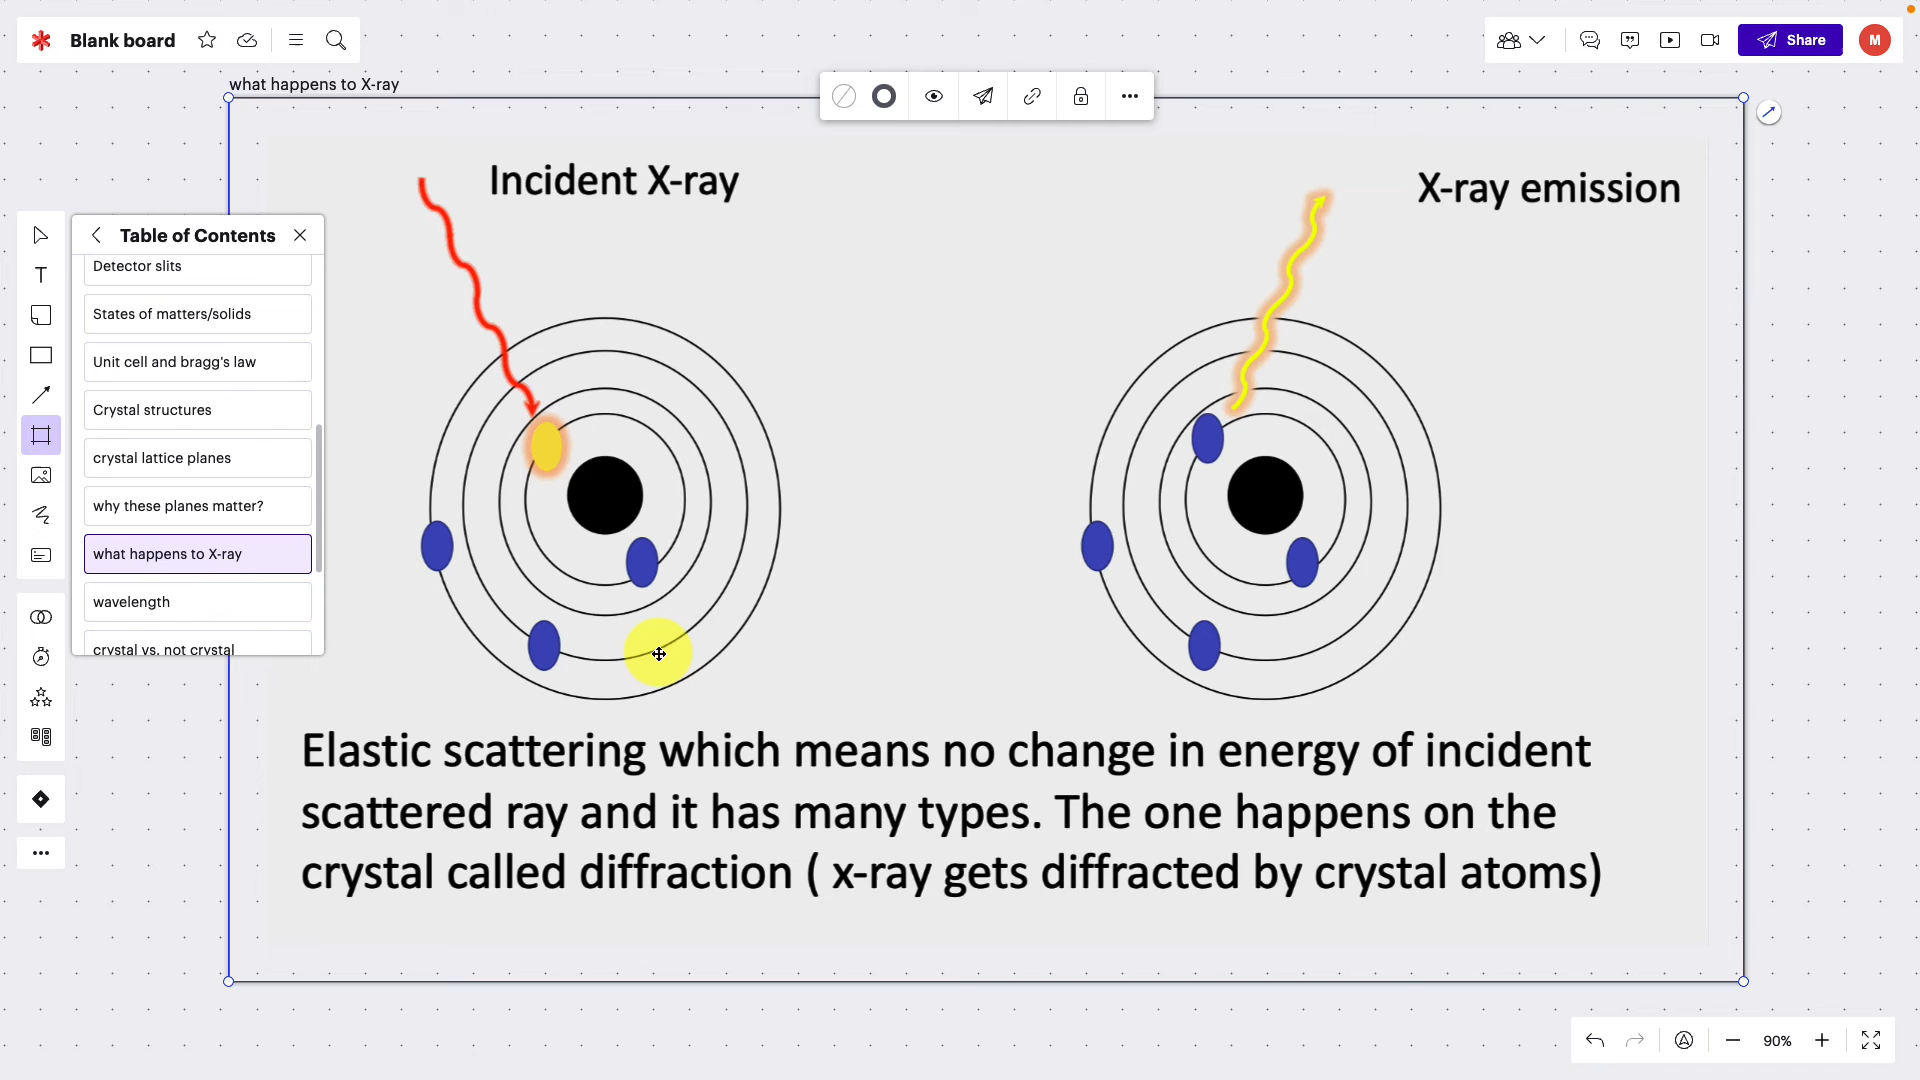 Blank board
Share
M
what happens to X-ray
Incident X-ray
X-ray emission
Table of Contents
Detector slits
States of matters/solids
Unit cell and bragg's law
Crystal structures
crystal lattice planes
why these planes matter?
what happens to X-ray
wavelength
crystal vs. not crystal
Elastic scattering which means no change in energy of incident
scattered ray and it has many types. The one happens on the
crystal called diffraction ( x-ray gets diffracted by crystal atoms)
90%